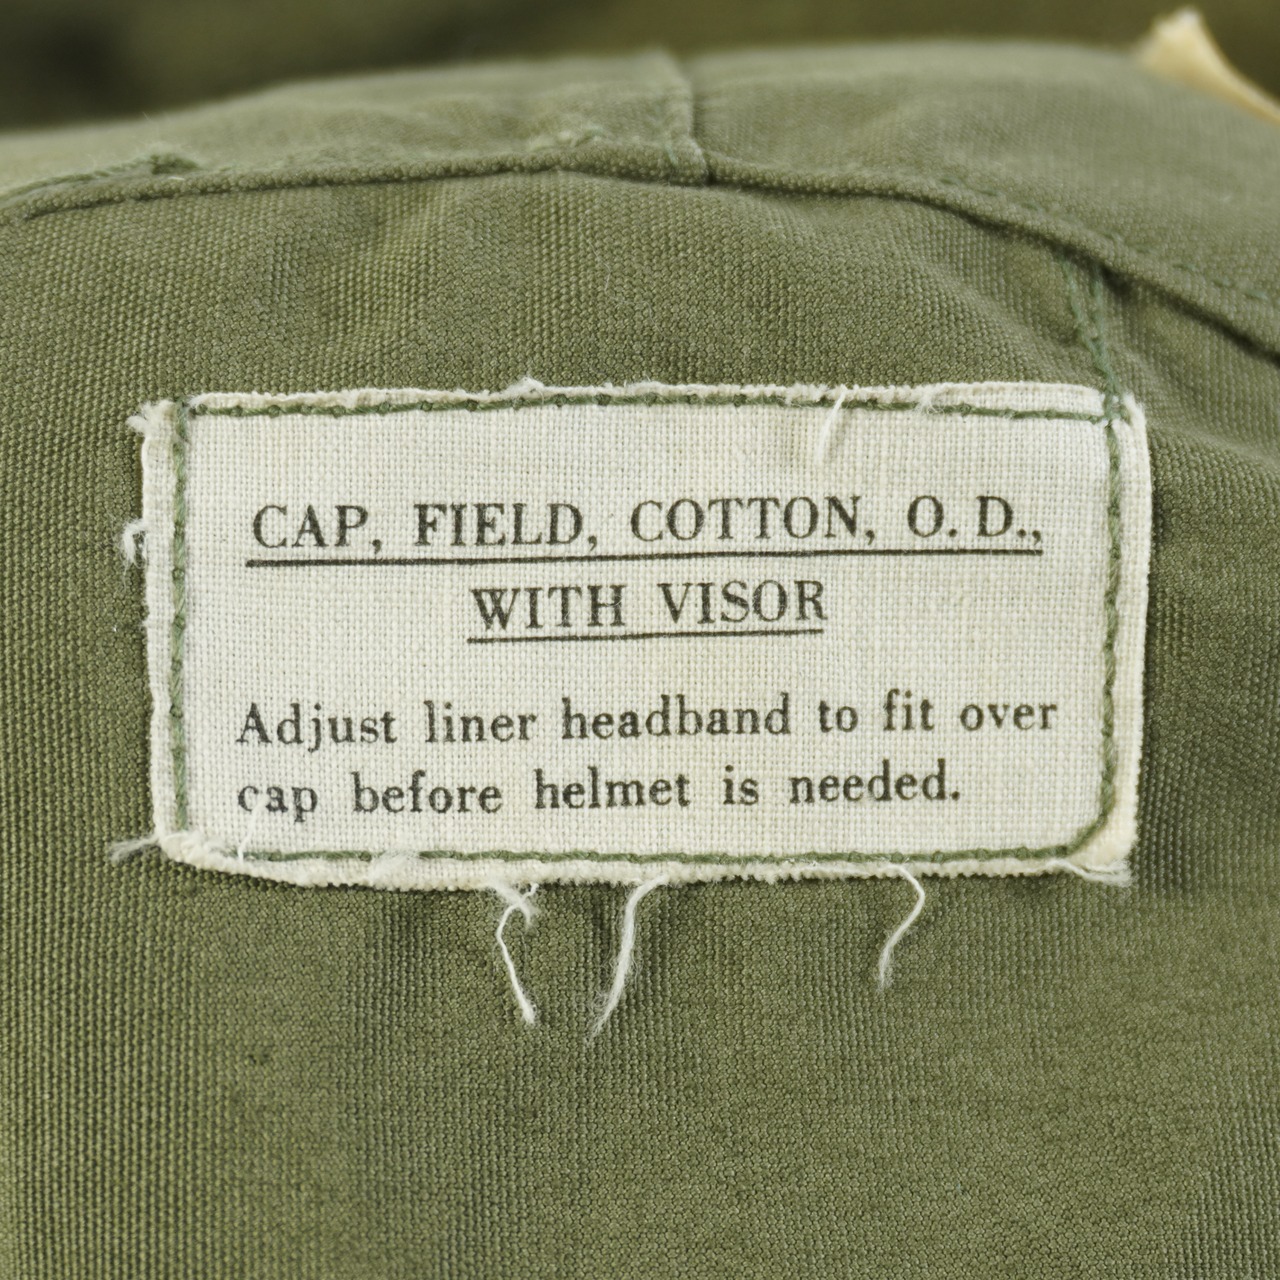 CAP, FIELD, COTTON, O. D.,
WITH VISOR
Adjust liner headband to fit over
cap before helmet is needed.